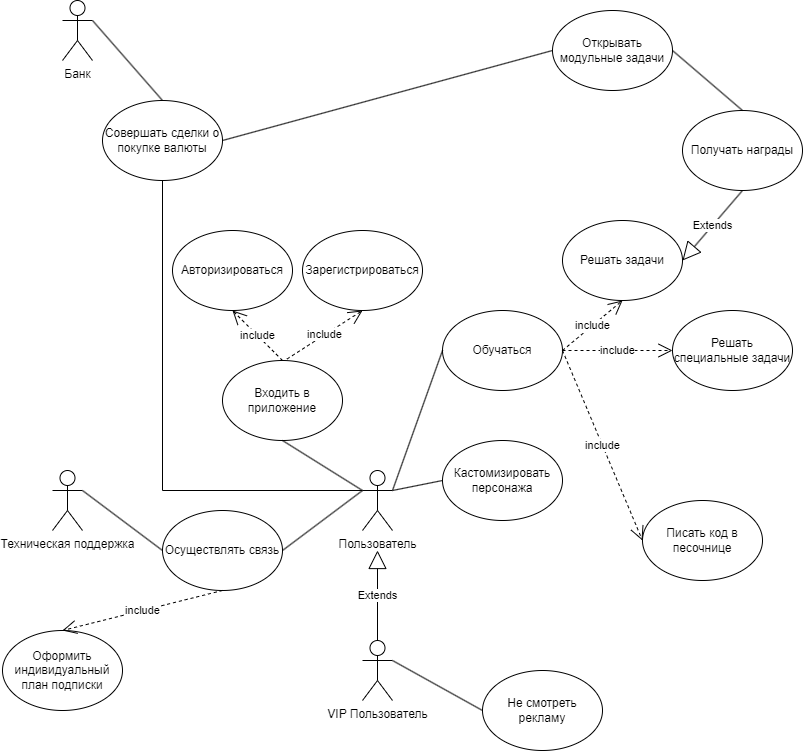 Банк
Открывать
модульные задачи
Совершать сделки о
покупке валюты
Получать награды
Extends
Авторизироваться
Зарегистрироваться
Решать задачи
include
include
include
include
Обучаться
Решать
специальные задачи
Входить в
приложение
include
Кастомизировать
персонажа
Техническая поддержка
Осуществлять связь
Пользователь
Писать код в
песочнице
include
Extends
Оформить
индивидуальный
план подписки
VIP Пользователь
Не смотреть
рекламу